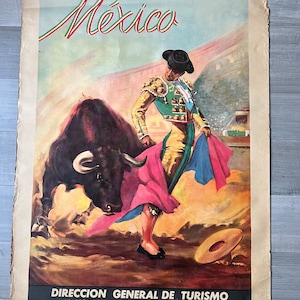 México
DIRECCION GENERAL DE TURISMO